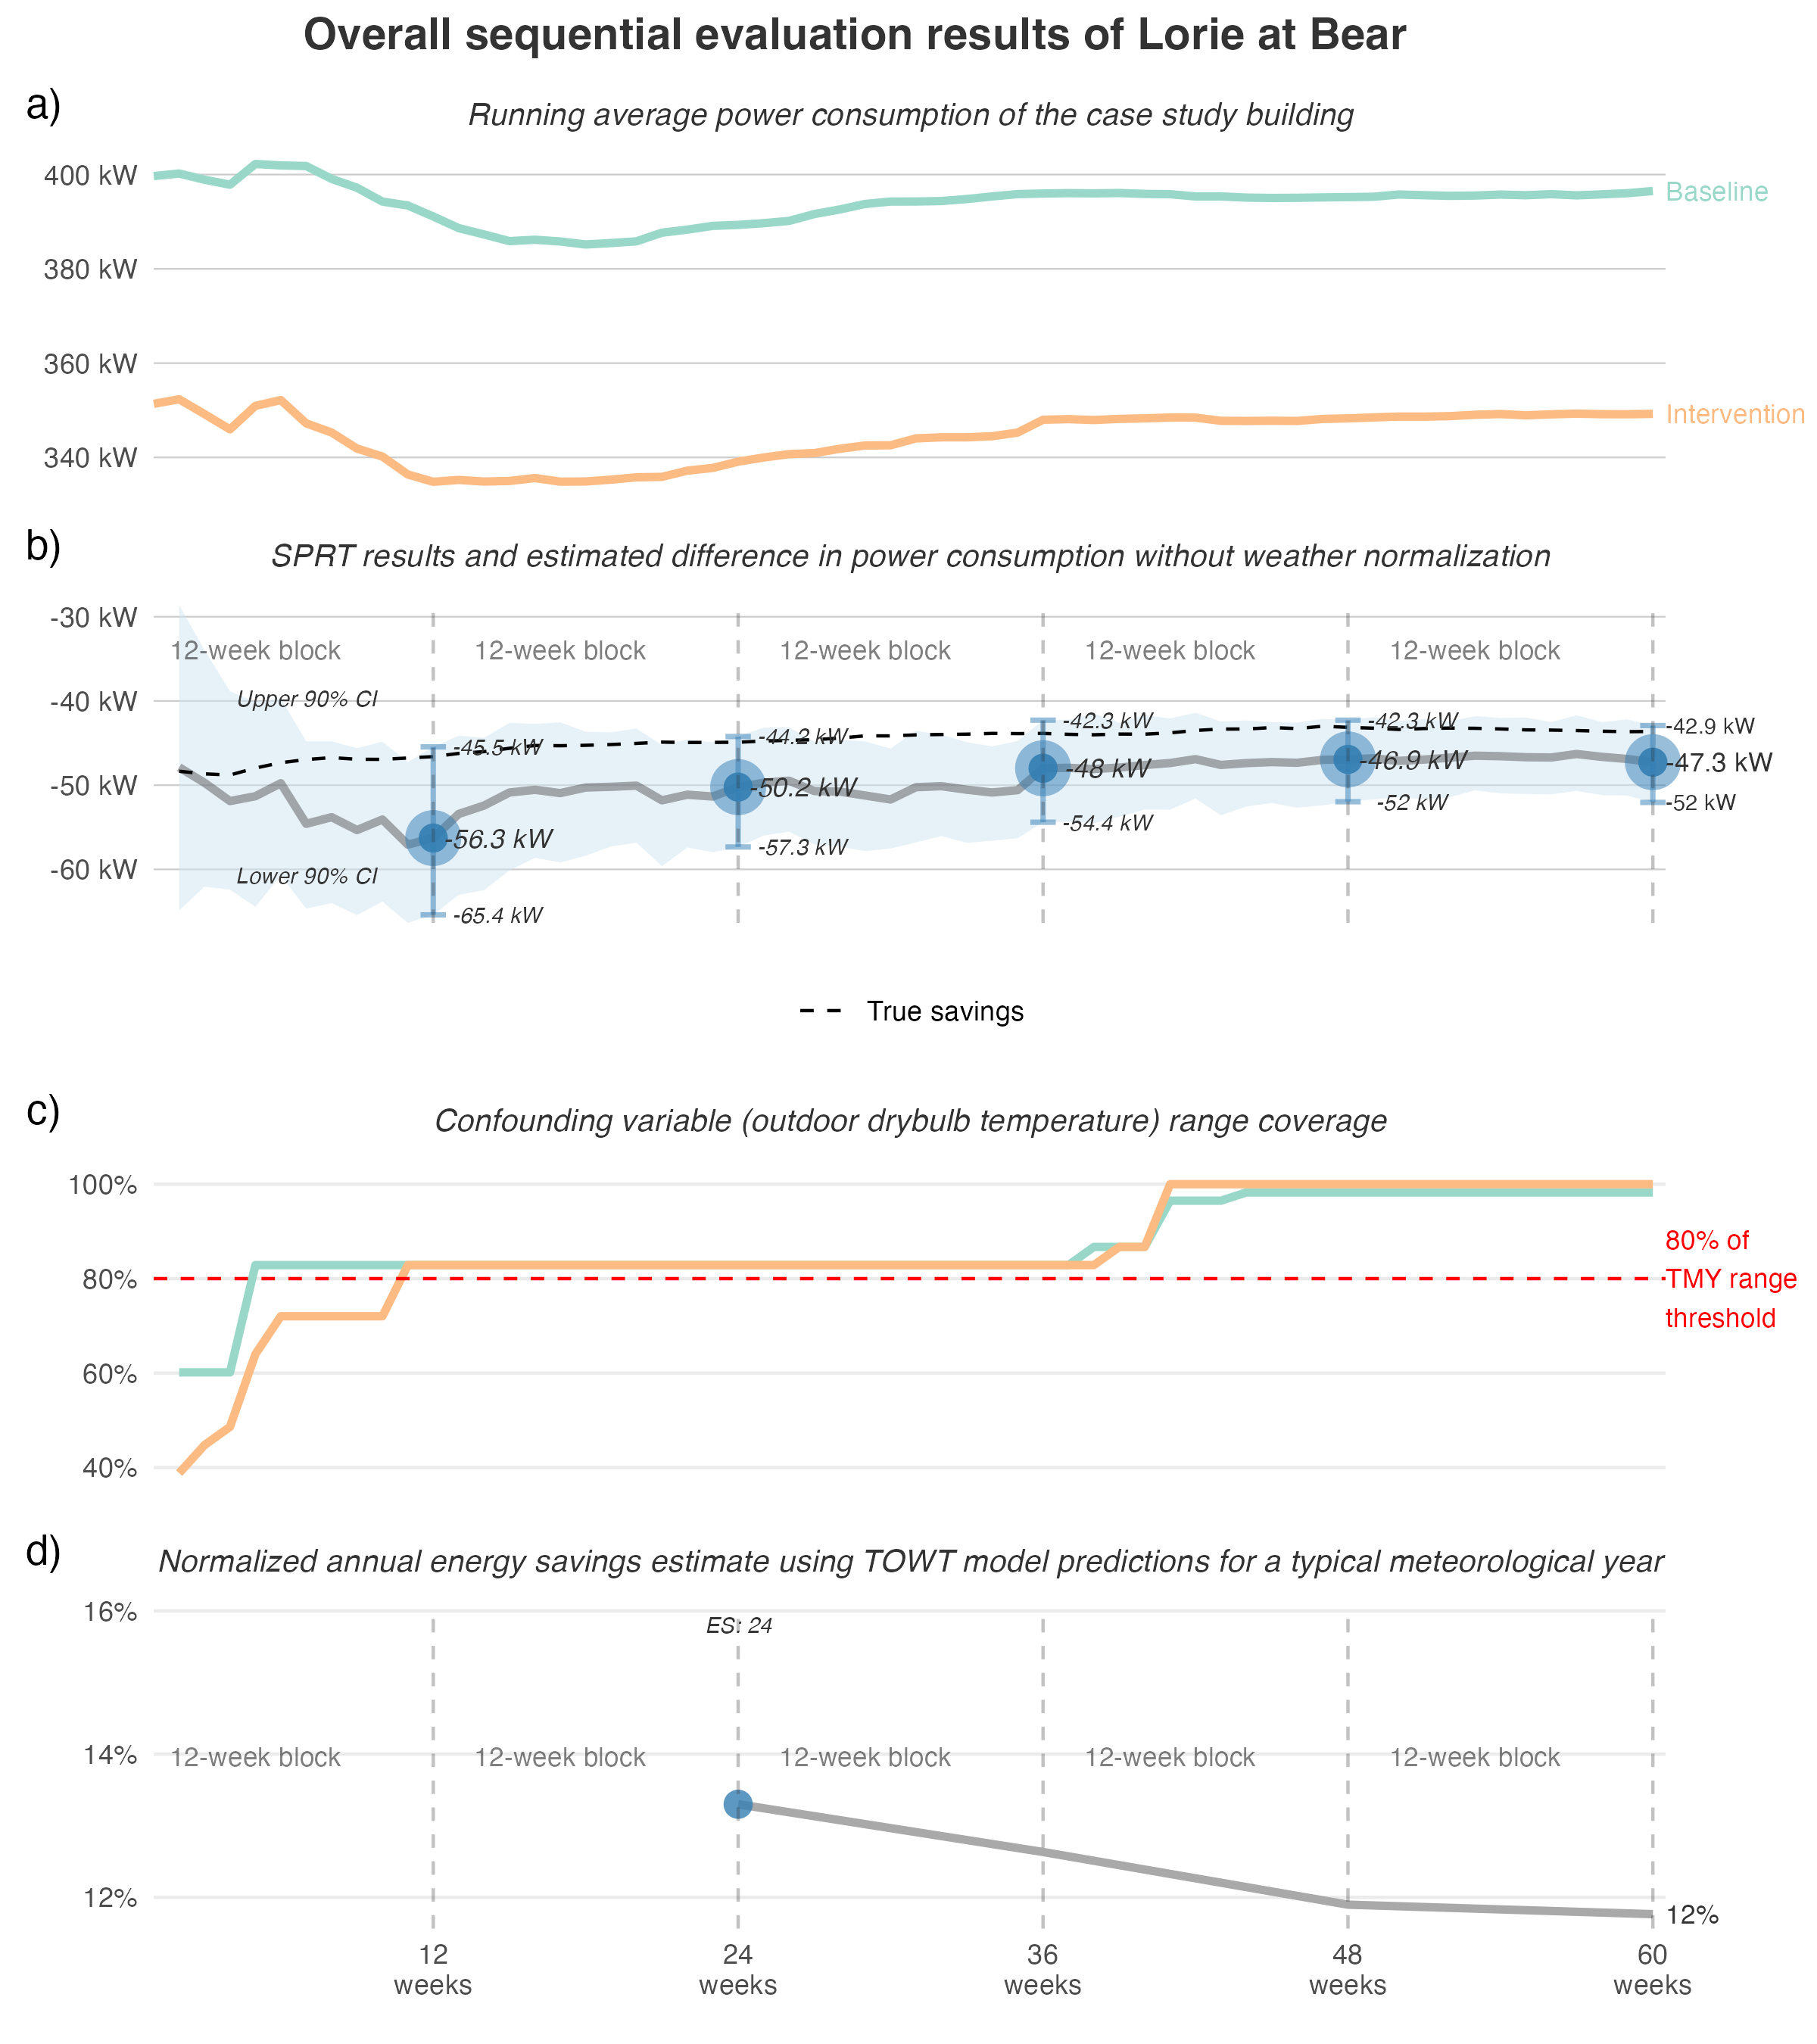 Overall sequential evaluation results of Lorie at Bear
a)
Running average power consumption of the case study building
400 kW
380 kW
360 kW
340 kW
Baseline
Intervention
b)
SPRT results and estimated difference in power consumption without weather normalization
-30 kW
-40 kW
-50 kW
-60 kW
12-week block
12-week block
12-week block
12-week block
12-week block
Upper 90% CI
Lower 90% CI
-45.5 kW
-56.3 kW
-65.4 kW
-44.2 kW
-50.2 kW
-57.3 kW
-42.3 kW
-48 kW
-54.4 kW
-42.3 kW
-46.9 kW
-52 kW
-42.9 kW
-47.3 kW
-52 kW
True savings
c)
Confounding variable (outdoor drybulb temperature) range coverage
100%
80%
60%
40%
80% of
TMY range
threshold
d)
Normalized annual energy savings estimate using TOWT model predictions for a typical meteorological year
16%
14%
12%
ES: 24
12-week block
12-week block
12-week block
12-week block
12-week block
12%
12
weeks
24
weeks
36
weeks
48
weeks
60
weeks